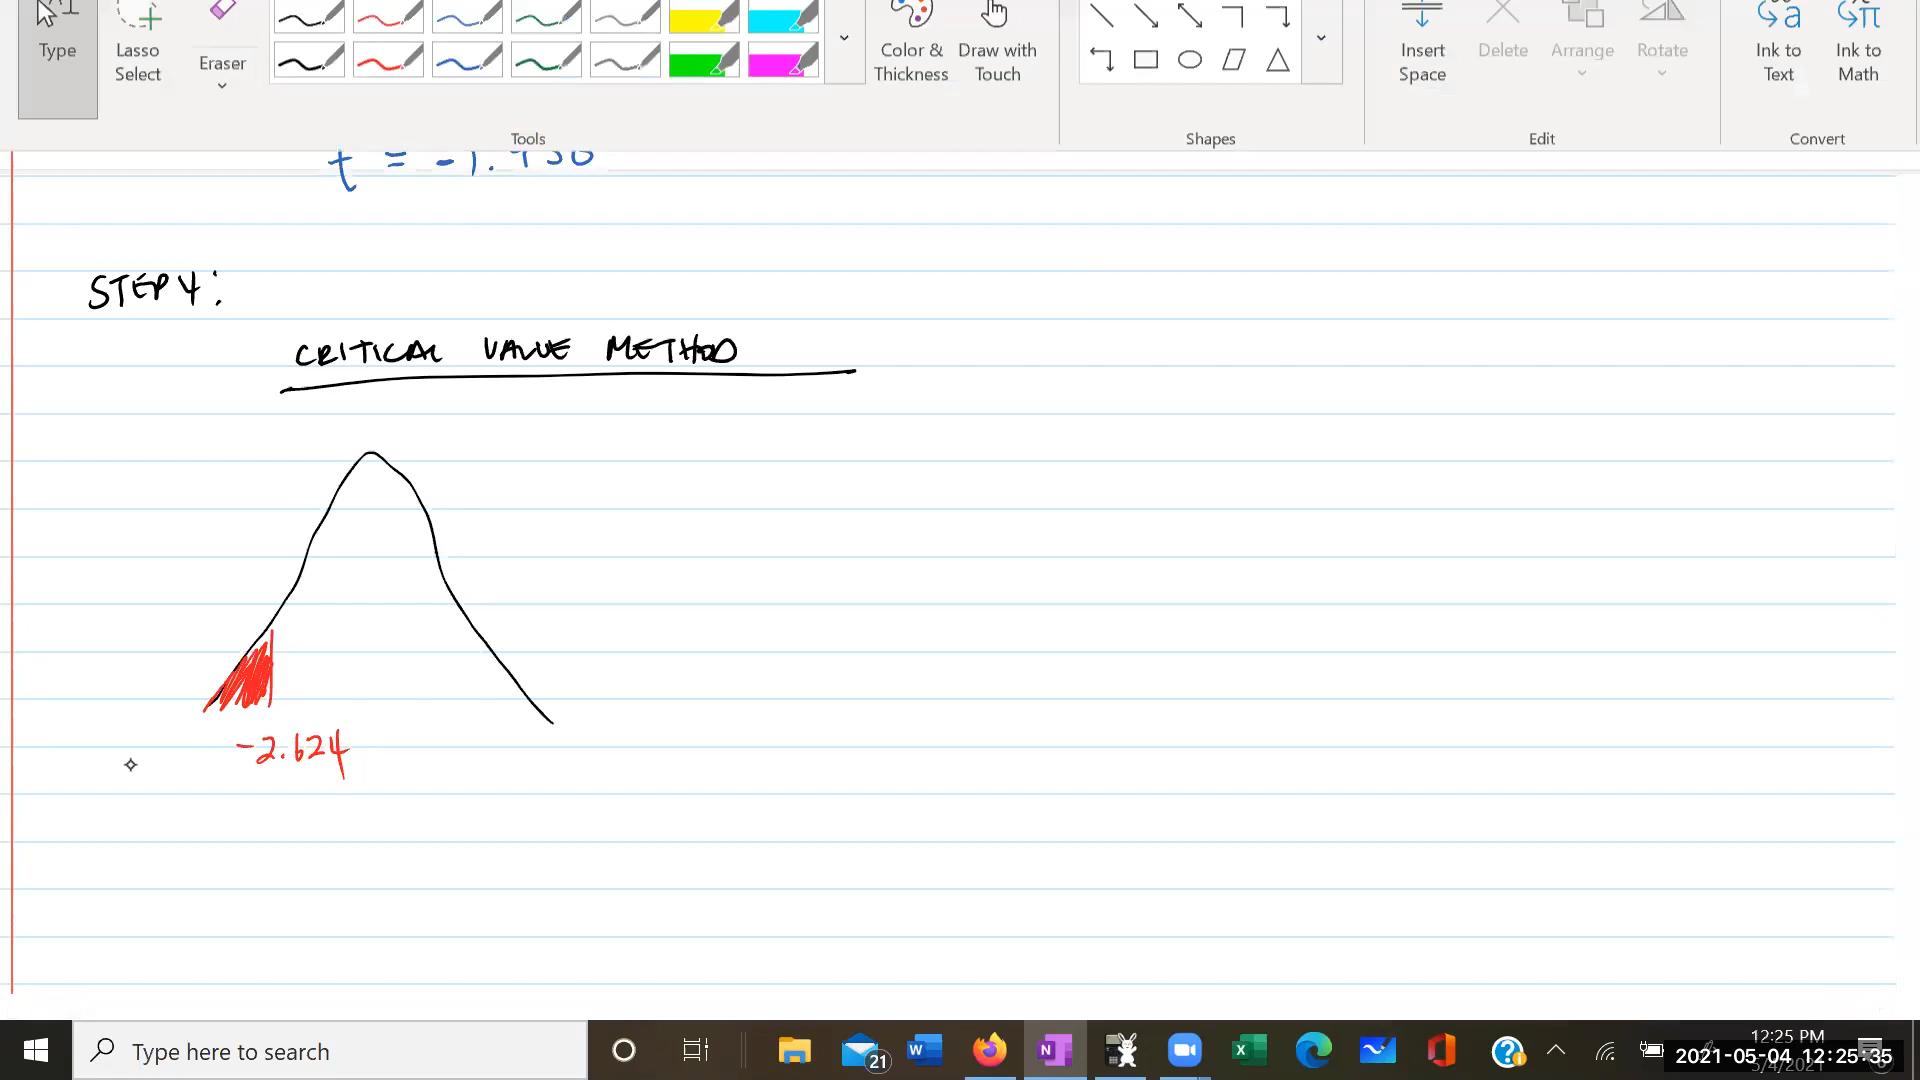 Type
Lasso Select
Eraser
Color & Thickness
Draw with Touch
Insert Space
Delete
Arrange
Rotate
Ink to Text
Ink to Math
Tools
Shapes
Edit
Convert
t = -1.
STEP 4:
CRITICAL VALUE METHOD
-2.624
Type here to search
21
12:25 PM
2021-05-04 12:25:35